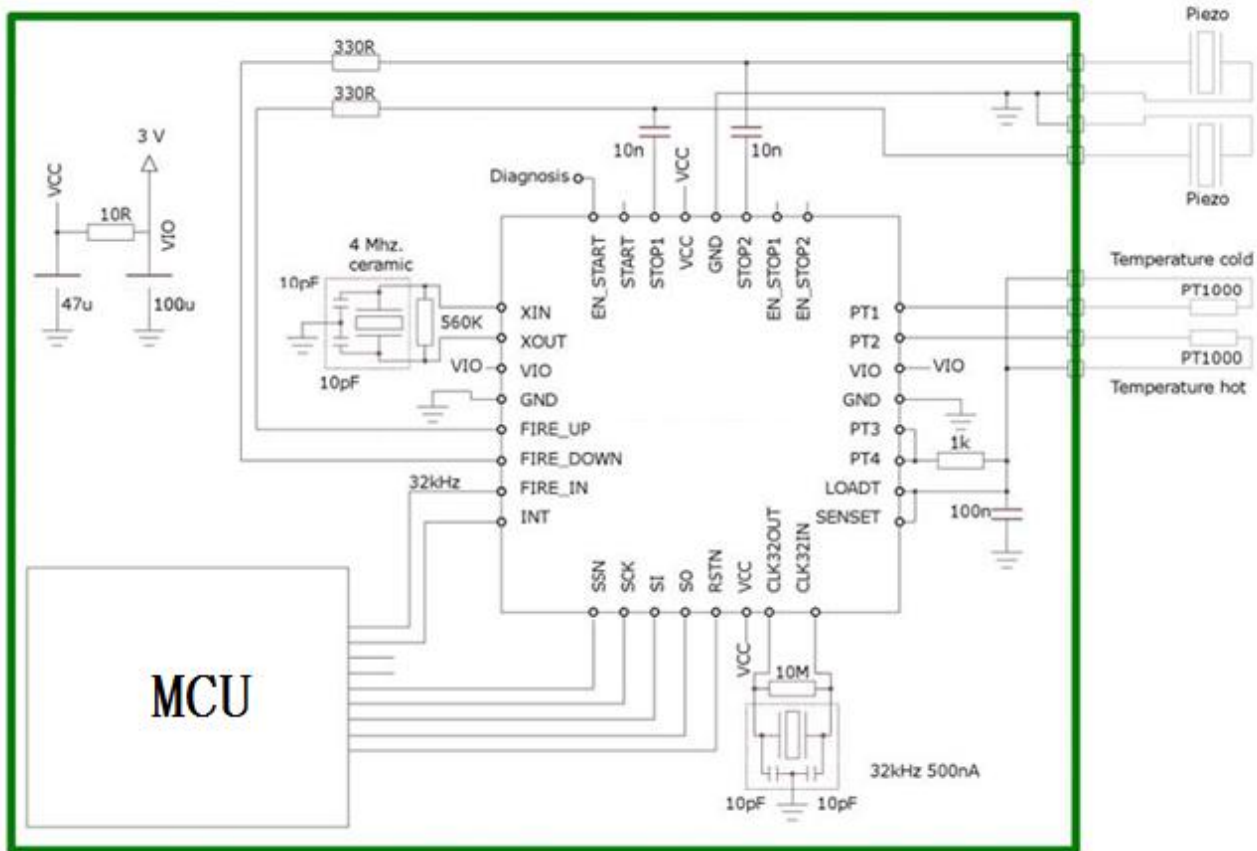 Piezo
330R
330R
3 V
VCC
10R
VIO
47u
100u
10n
VCC
10n
Diagnosis
Piezo
4 Mhz.
ceramic
10pF
560K
10pF
EN_START
START
STOP1
VCC
GND
STOP2
EN_STOP1
EN_STOP2
XIN
XOUT
VIO
VIO
GND
FIRE_UP
FIRE_DOWN
32kHz
FIRE_IN
INT
PT1
PT2
VIO
VIO
GND
PT3
PT4
1k
LOADT
SENSET
100n
Temperature cold
PT1000
PT1000
Temperature hot
SSN
SCK
SI
SO
RSTN
VCC
CLK32OUT
CLK32IN
VCC
10M
32kHz 500nA
10pF
10pF
MCU